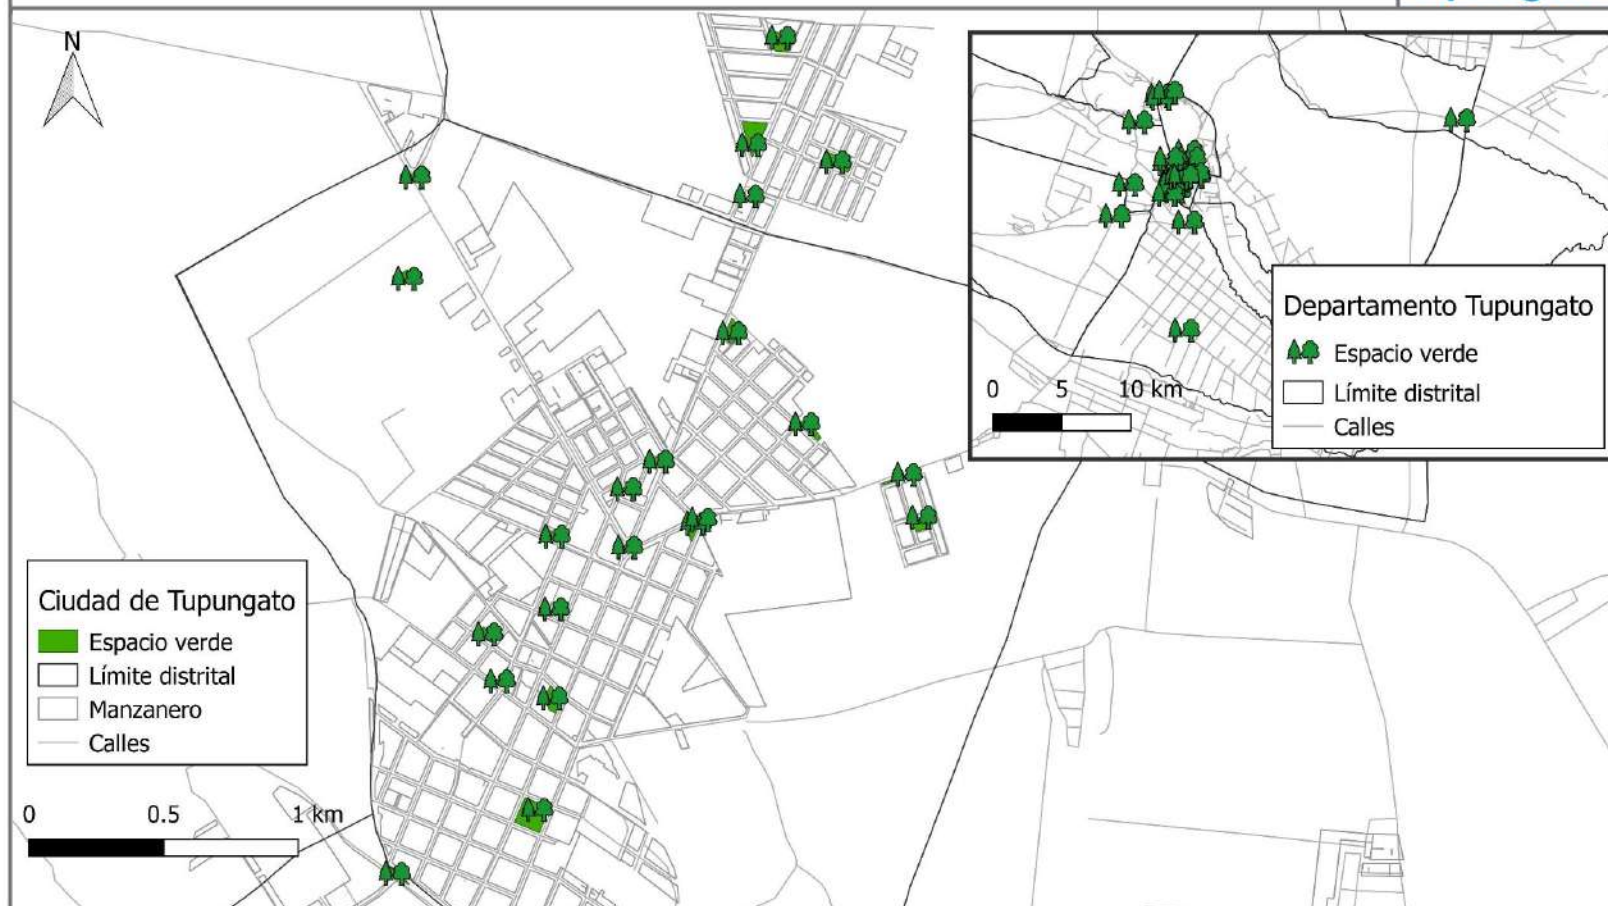 N
Departamento Tupungato
Espacio verde
Límite distrital
Calles
0 5 10 km
Ciudad de Tupungato
Espacio verde
Límite distrital
Manzanero
Calles
0 0.5 1 km